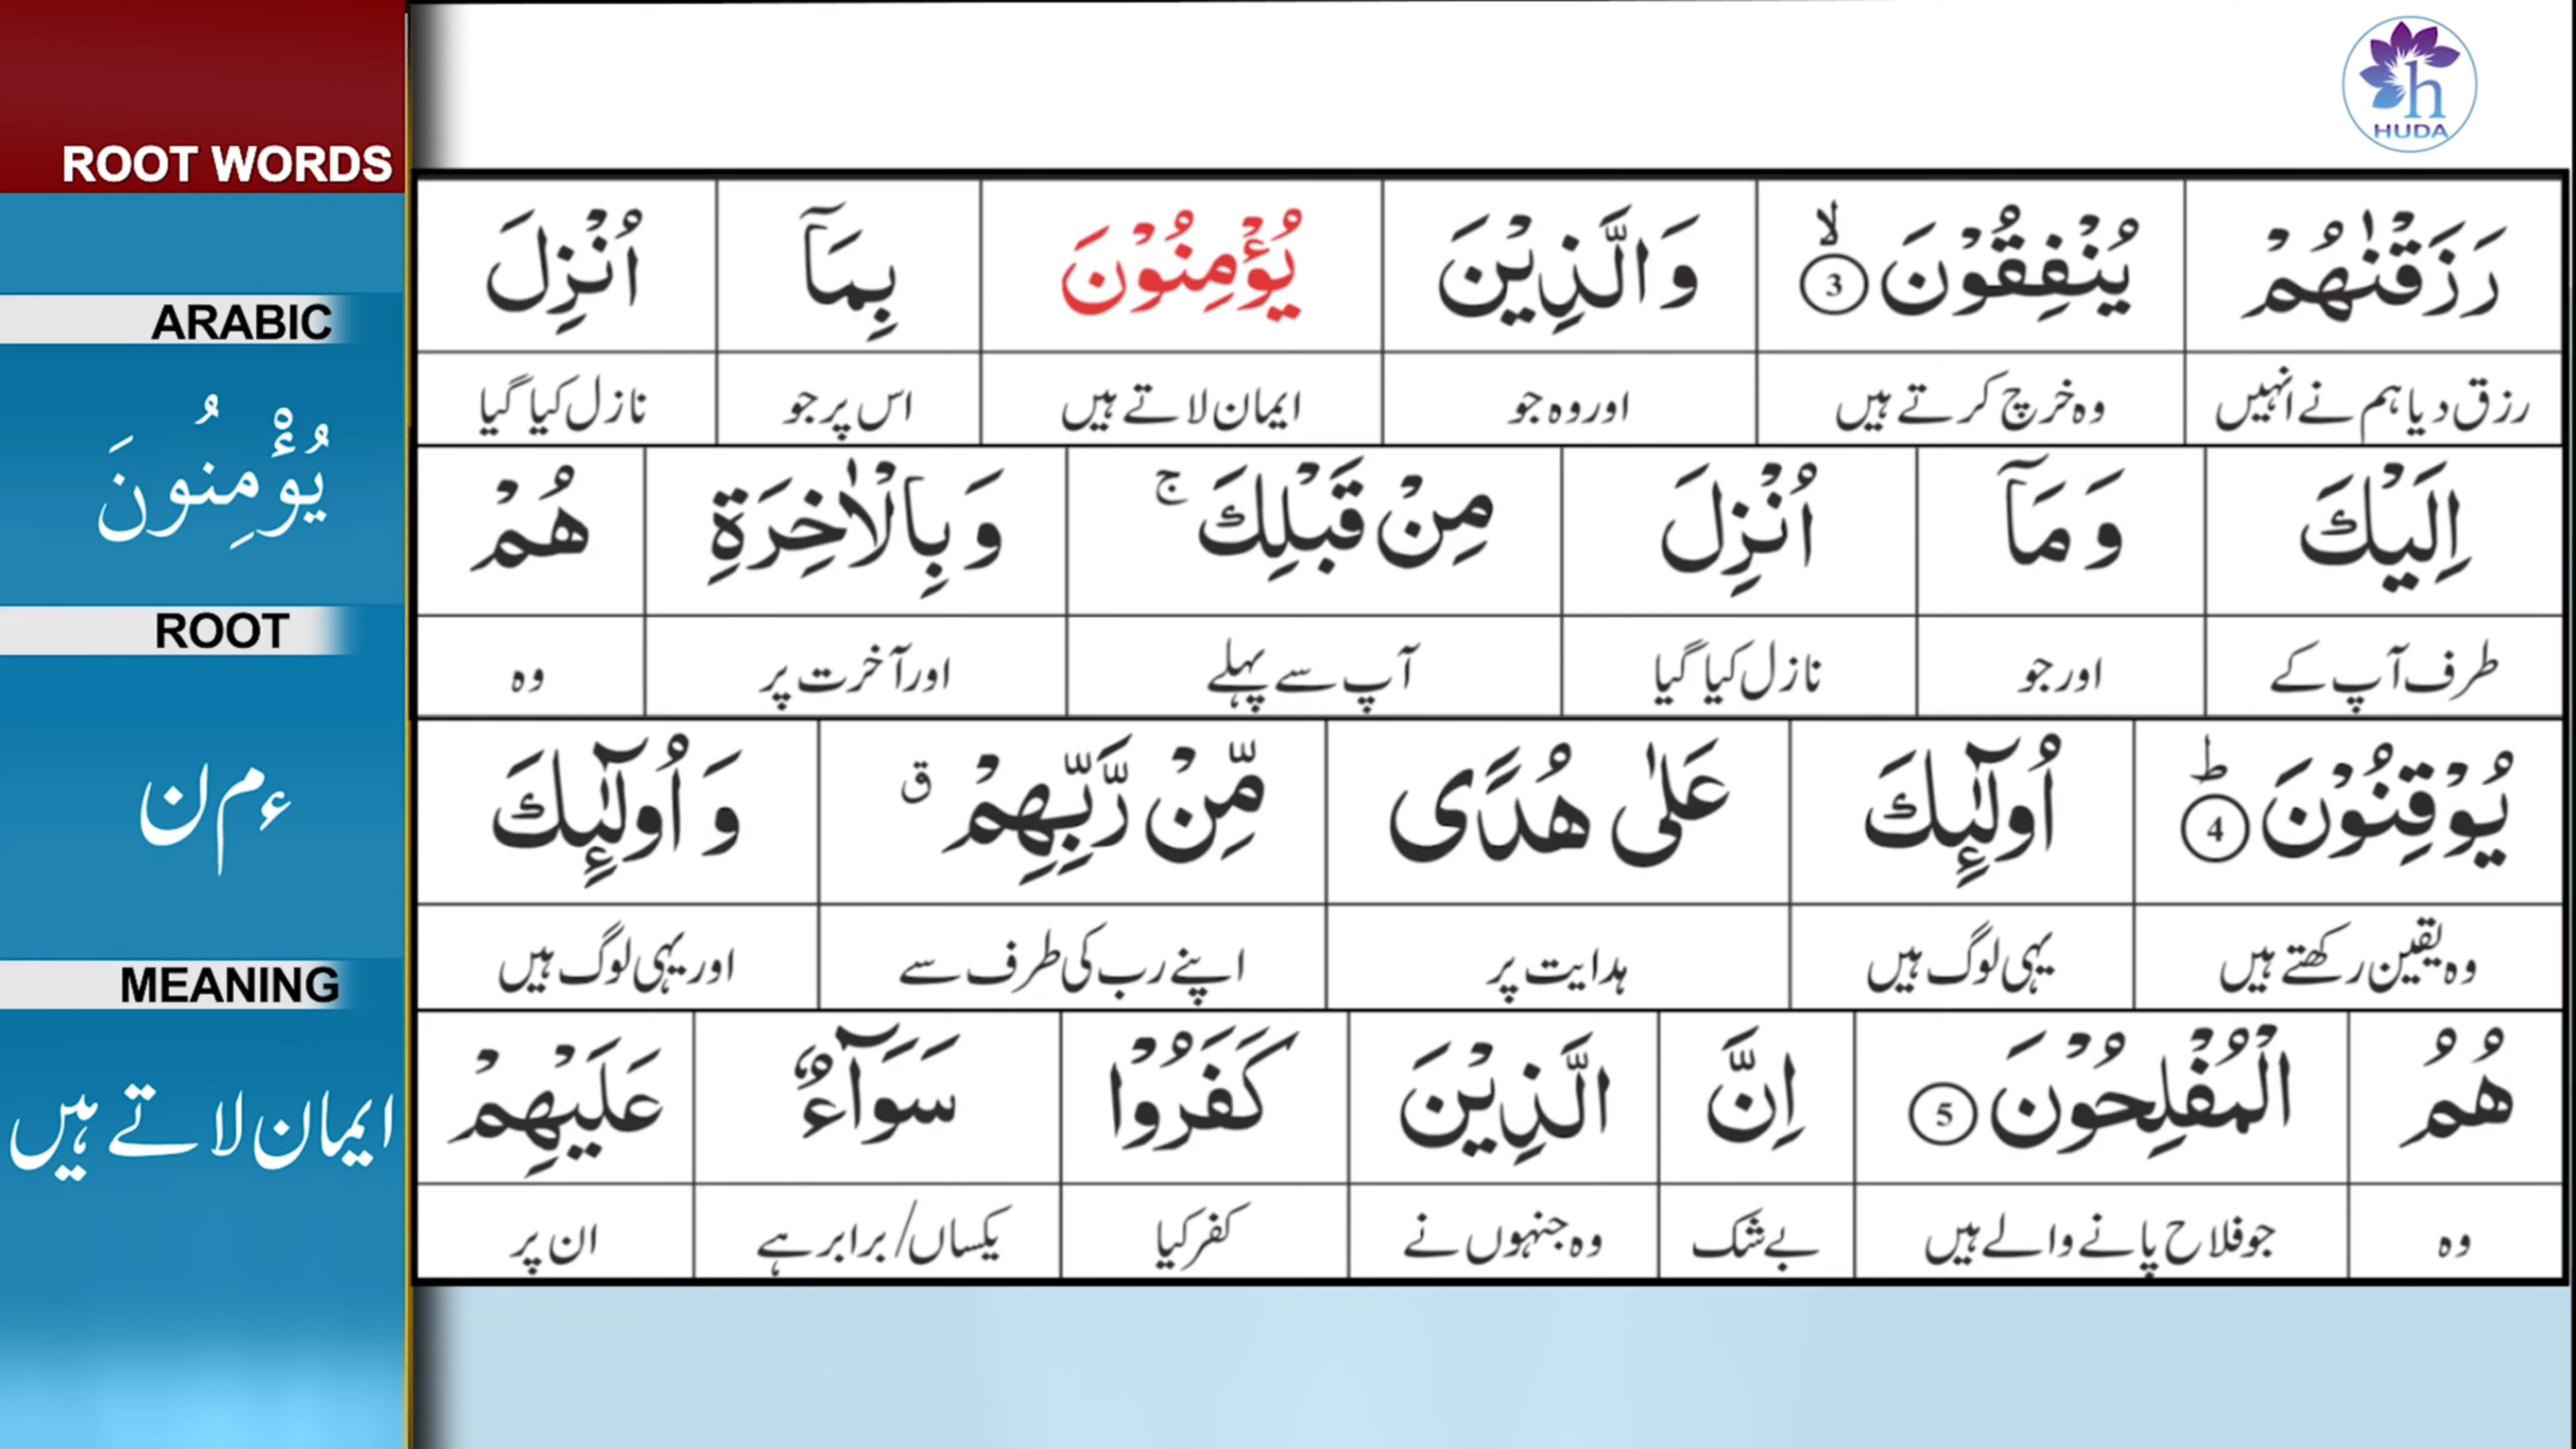 ROOT WORDS
ARABIC
يُؤْمِنُونَ
ROOT
ء م ن
MEANING
ایمان لاتے ہیں
h
HUDA
رَزَقْنٰهُمْ يُنْفِقُوْنَ ۙ 3 وَالَّذِيْنَ يُؤْمِنُوْنَ بِمَآ اُنْزِلَ
رزق دیا ہم نے انہیں وہ خرچ کرتے ہیں اور وہ جو ایمان لاتے ہیں اس پر جو نازل کیا گیا
اِلَيْكَ وَمَآ اُنْزِلَ مِنْ قَبْلِكَ ۚ وَبِالْاٰخِرَةِ هُمْ
طرف آپ کے اور جو نازل کیا گیا آپ سے پہلے اور آخرت پر وہ
يُوْقِنُوْنَ ؕ 4 اُولٰٓئِكَ عَلٰى هُدًى مِّنْ رَّبِّهِمْ ق وَاُولٰٓئِكَ
وہ یقین رکھتے ہیں یہی لوگ ہیں ہدایت پر اپنے رب کی طرف سے اور یہی لوگ ہیں
هُمُ الْمُفْلِحُوْنَ 5 اِنَّ الَّذِيْنَ كَفَرُوْا سَوَآءٌ عَلَيْهِمْ
وہ جو فلاح پانے والے ہیں بے شک وہ جنہوں نے کفر کیا یکساں/ برابر ہے ان پر